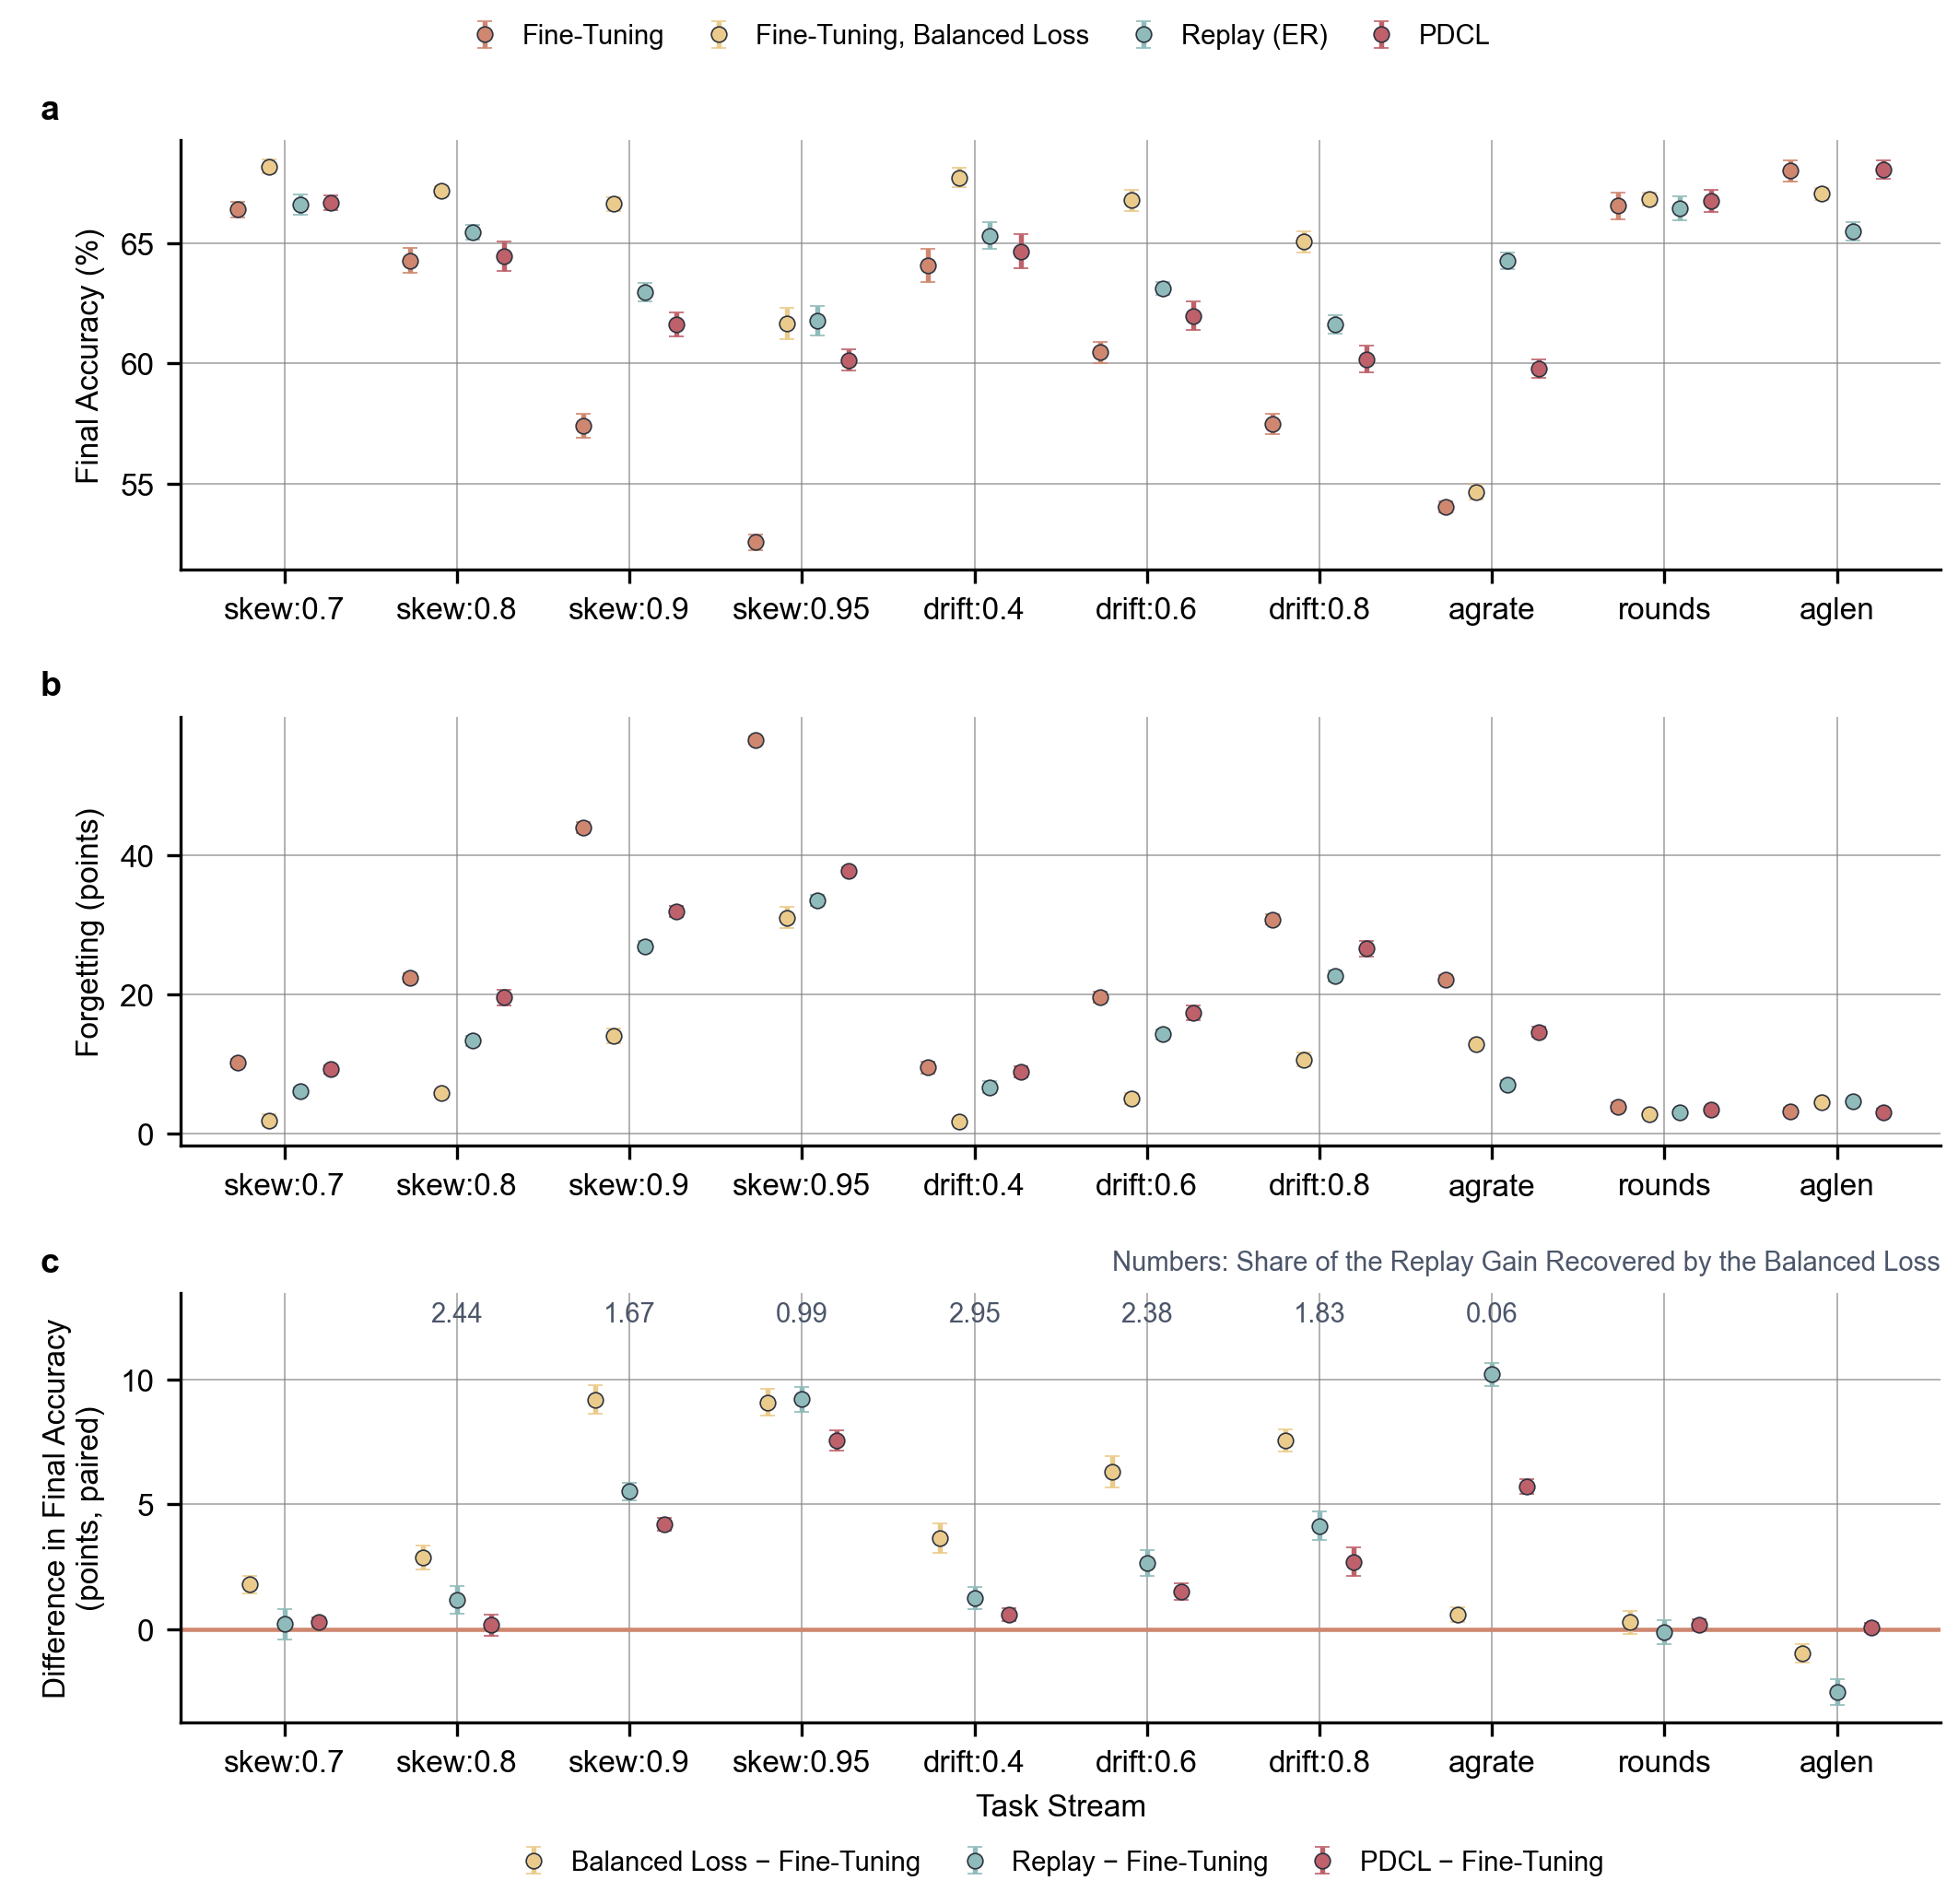 Fine-Tuning Fine-Tuning, Balanced Loss Replay (ER) PDCL
a
Final Accuracy (%)
65
60
55
skew:0.7 skew:0.8 skew:0.9 skew:0.95 drift:0.4 drift:0.6 drift:0.8 agrate rounds aglen
b
Forgetting (points)
40
20
0
skew:0.7 skew:0.8 skew:0.9 skew:0.95 drift:0.4 drift:0.6 drift:0.8 agrate rounds aglen
c
Numbers: Share of the Replay Gain Recovered by the Balanced Loss
2.44 1.67 0.99 2.95 2.38 1.83 0.06
Difference in Final Accuracy
(points, paired)
10
5
0
skew:0.7 skew:0.8 skew:0.9 skew:0.95 drift:0.4 drift:0.6 drift:0.8 agrate rounds aglen
Task Stream
Balanced Loss − Fine-Tuning Replay − Fine-Tuning PDCL − Fine-Tuning